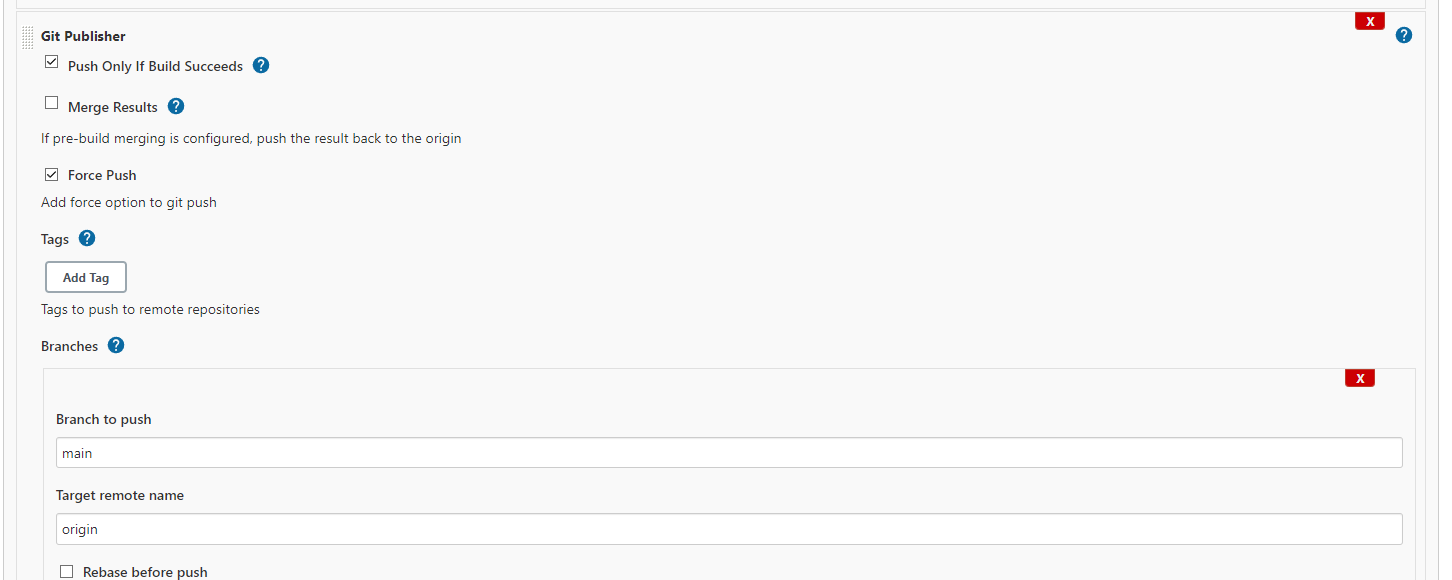 X
Git Publisher
?
Push Only If Build Succeeds ?
Merge Results ?
If pre-build merging is configured, push the result back to the origin
Force Push
Add force option to git push
Tags ?
Add Tag
Tags to push to remote repositories
Branches ?
X
Branch to push
main
Target remote name
origin
Rebase before push